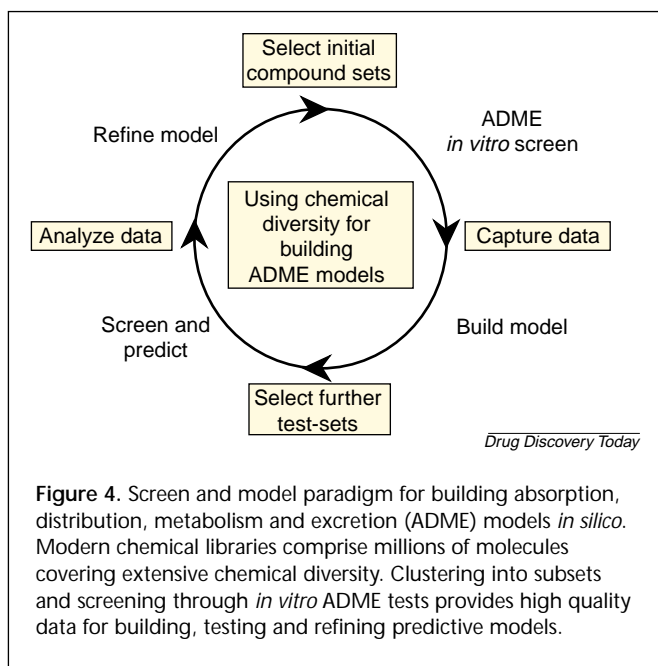 Select initial
compound sets
Refine model
ADME
in vitro screen
Using chemical
diversity for
building
ADME models
Analyze data
Capture data
Screen and
predict
Build model
Select further
test-sets
Drug Discovery Today
Figure 4. Screen and model paradigm for building absorption,
distribution, metabolism and excretion (ADME) models in silico.
Modern chemical libraries comprise millions of molecules
covering extensive chemical diversity. Clustering into subsets
and screening through in vitro ADME tests provides high quality
data for building, testing and refining predictive models.